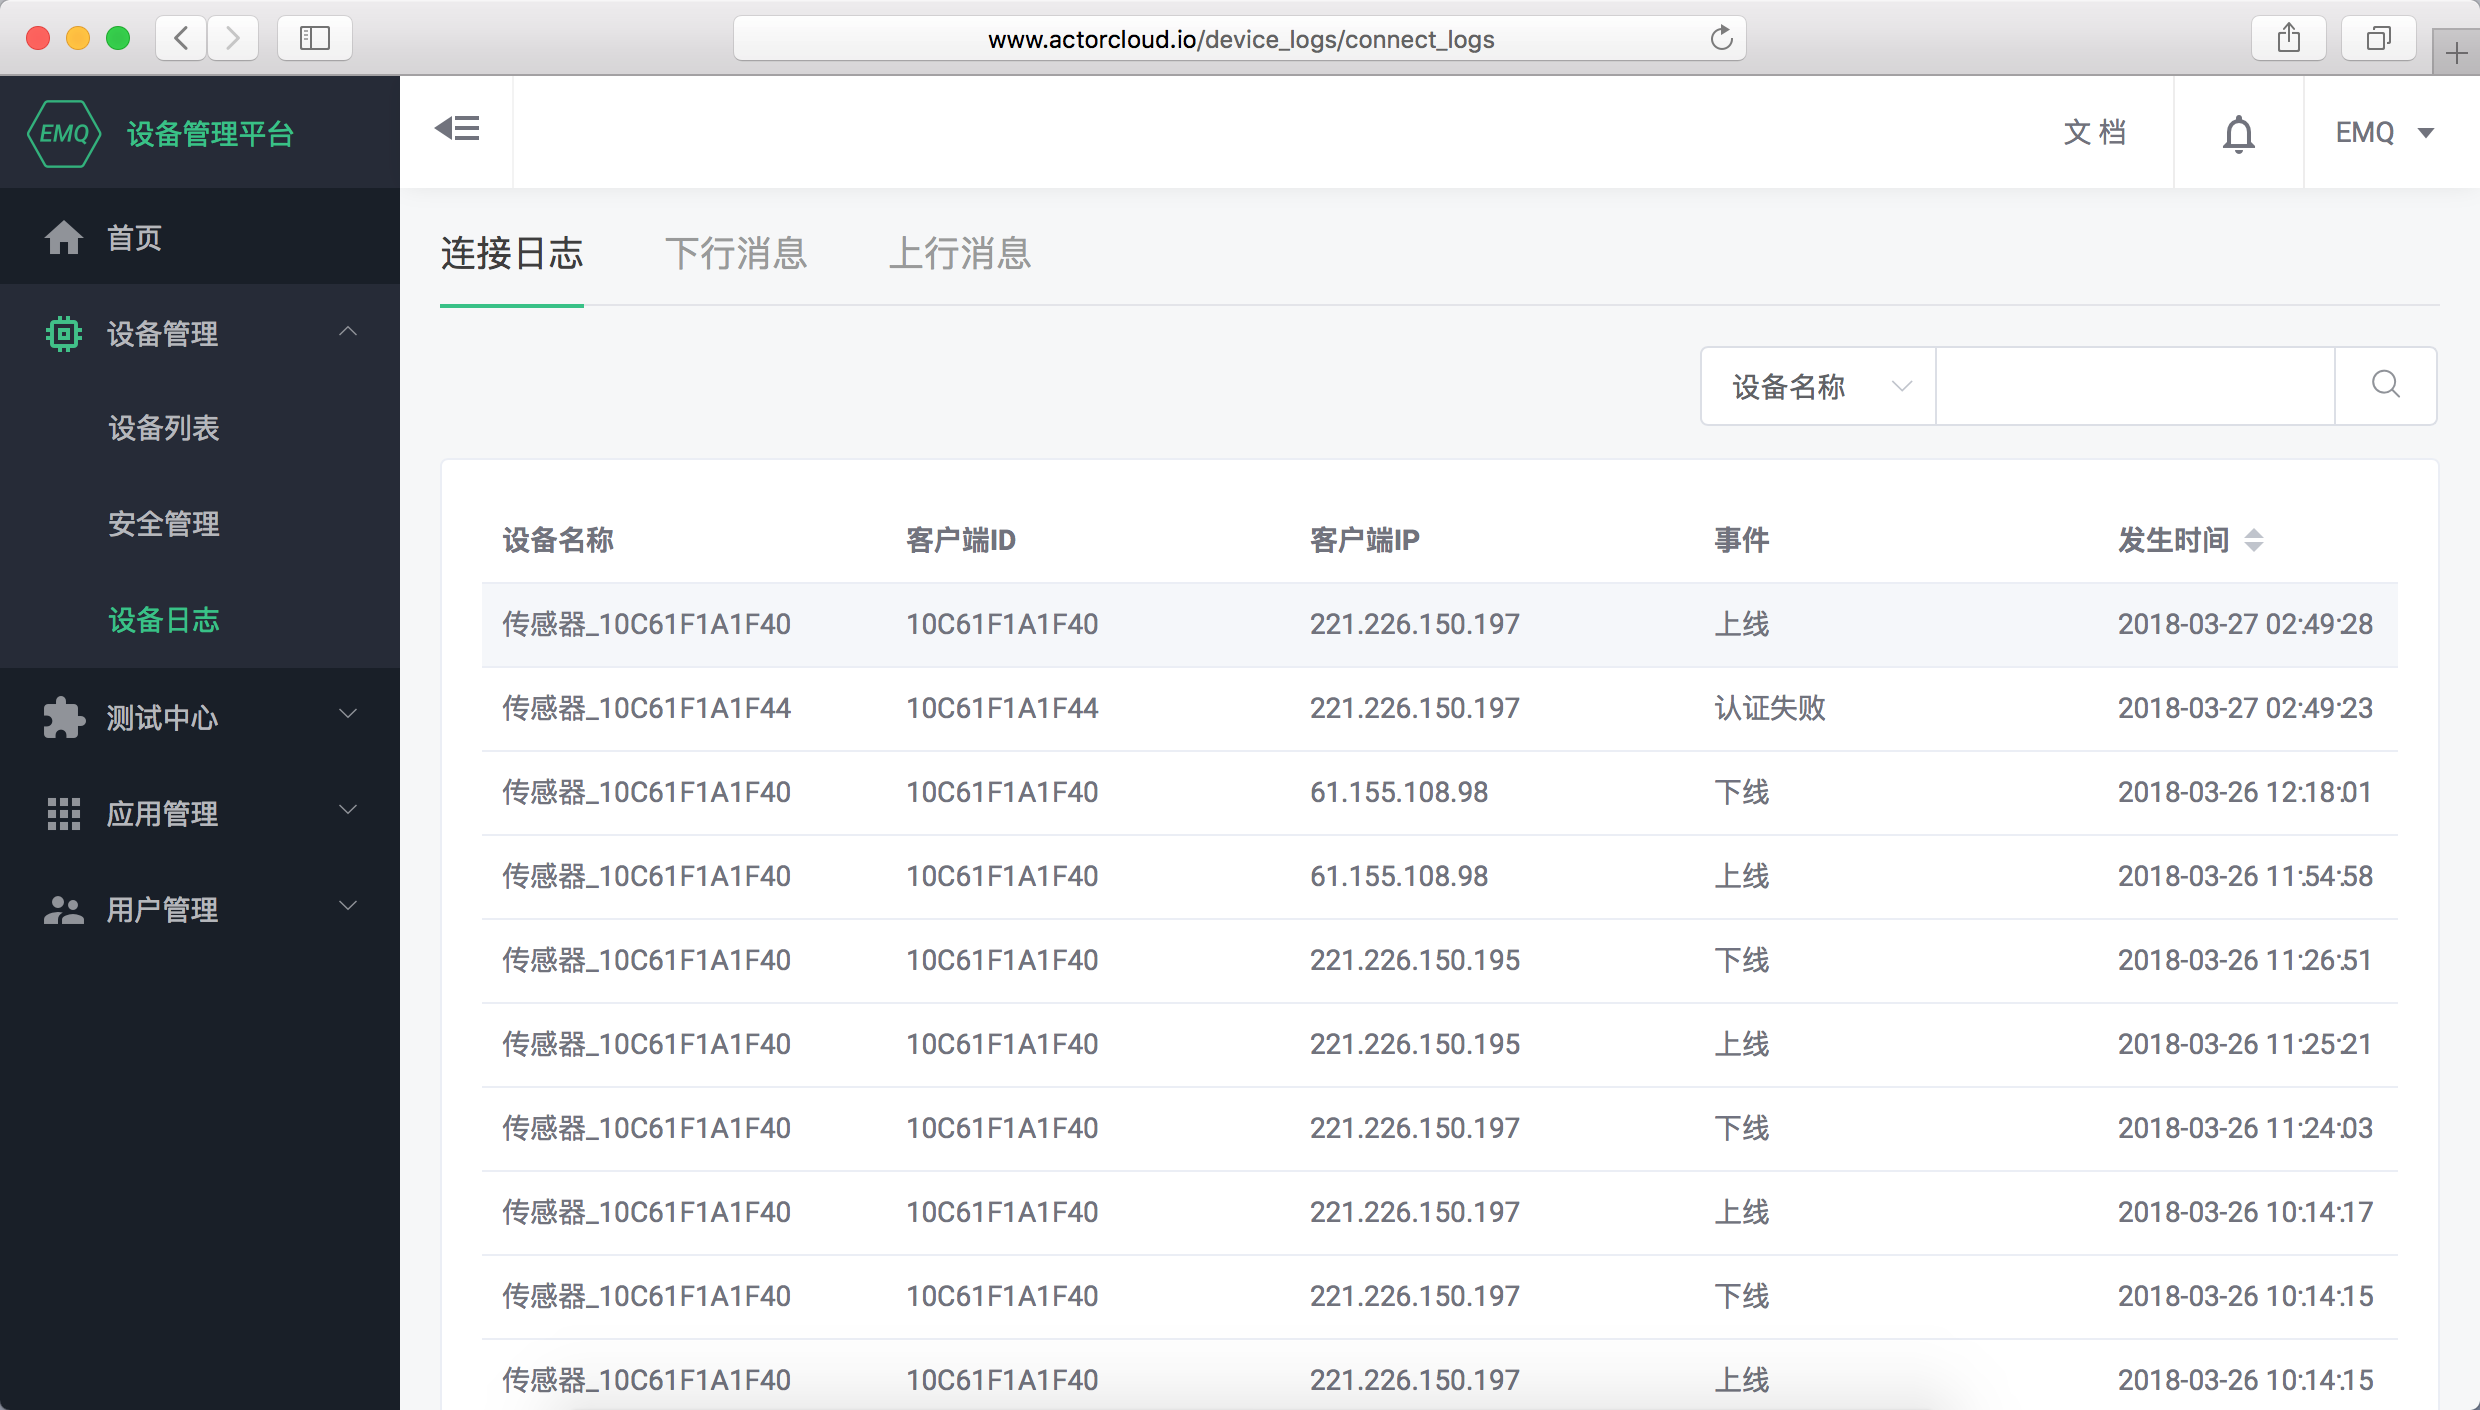 www.actorcloud.io/device_logs/connect_logs
EMQ 设备管理平台
文档
EMQ
首页
设备管理
设备列表
安全管理
设备日志
测试中心
应用管理
用户管理
连接日志 下行消息 上行消息
设备名称
设备名称 客户端ID 客户端IP 事件 发生时间
传感器_10C61F1A1F40 10C61F1A1F40 221.226.150.197 上线 2018-03-27 02:49:28
传感器_10C61F1A1F44 10C61F1A1F44 221.226.150.197 认证失败 2018-03-27 02:49:23
传感器_10C61F1A1F40 10C61F1A1F40 61.155.108.98 下线 2018-03-26 12:18:01
传感器_10C61F1A1F40 10C61F1A1F40 61.155.108.98 上线 2018-03-26 11:54:58
传感器_10C61F1A1F40 10C61F1A1F40 221.226.150.195 下线 2018-03-26 11:26:51
传感器_10C61F1A1F40 10C61F1A1F40 221.226.150.195 上线 2018-03-26 11:25:21
传感器_10C61F1A1F40 10C61F1A1F40 221.226.150.197 下线 2018-03-26 11:24:03
传感器_10C61F1A1F40 10C61F1A1F40 221.226.150.197 上线 2018-03-26 10:14:17
传感器_10C61F1A1F40 10C61F1A1F40 221.226.150.197 下线 2018-03-26 10:14:15
传感器_10C61F1A1F40 10C61F1A1F40 221.226.150.197 上线 2018-03-26 10:14:15